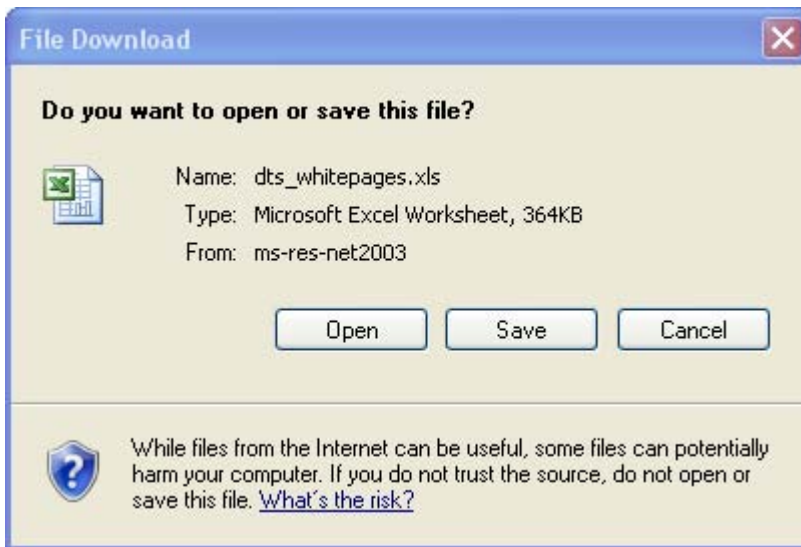 File Download
Do you want to open or save this file?
Name: dts_whitepages.xls
Type: Microsoft Excel Worksheet, 364KB
From: ms-res-net2003
Open Save Cancel
While files from the Internet can be useful, some files can potentially
harm your computer. If you do not trust the source, do not open or
save this file. What's the risk?